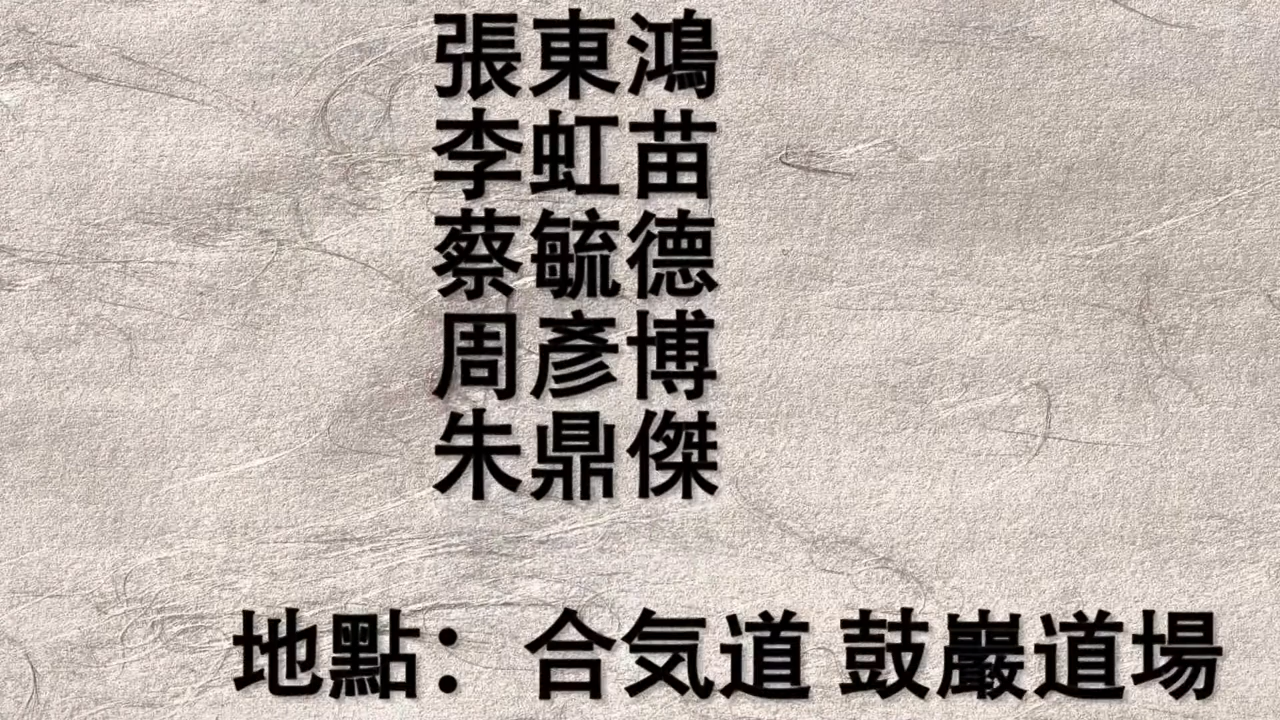 張東鴻
李虹苗
蔡毓德
周彥博
朱鼎傑
地點：合気道 鼓巖道場